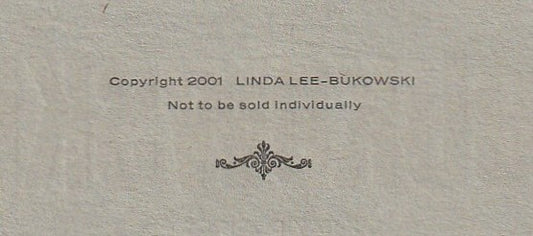 Copyright 2001 LINDA LEE-BUKOWSKI
Not to be sold individually